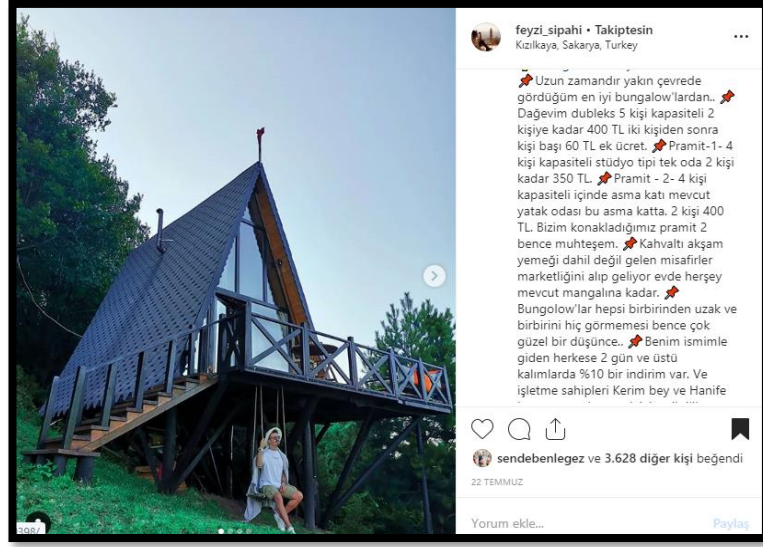 feyzi_sipahi • Takiptesin
Kızılkaya, Sakarya, Turkey
Uzun zamandır yakın çevrede
gördüğüm en iyi bungalow'lardan..
Dağevim dubleks 5 kişi kapasiteli 2
kişiye kadar 400 TL iki kişiden sonra
kişi başı 60 TL ek ücret. Pramit-1- 4
kişi kapasiteli stüdyo tipi tek oda 2 kişi
kadar 350 TL. Pramit - 2- 4 kişi
kapasiteli içinde asma katı mevcut
yatak odası bu asma katta. 2 kişi 400
TL. Bizim konakladığımız pramit 2
bence muhteşem. Kahvaltı akşam
yemeği dahil değil gelen misafirler
marketliğini alıp geliyor evde herşey
mevcut mangalına kadar.
Bungolow'lar hepsi birbirinden uzak ve
birbirini hiç görmemesi bence çok
güzel bir düşünce.. Benim ismimle
giden herkese 2 gün ve üstü
kalımlarda %10 bir indirim var. Ve
işletme sahipleri Kerim bey ve Hanife
sendebenlegez ve 3.628 diğer kişi beğendi
22 TEMMUZ
Yorum ekle...
Paylaş
398/